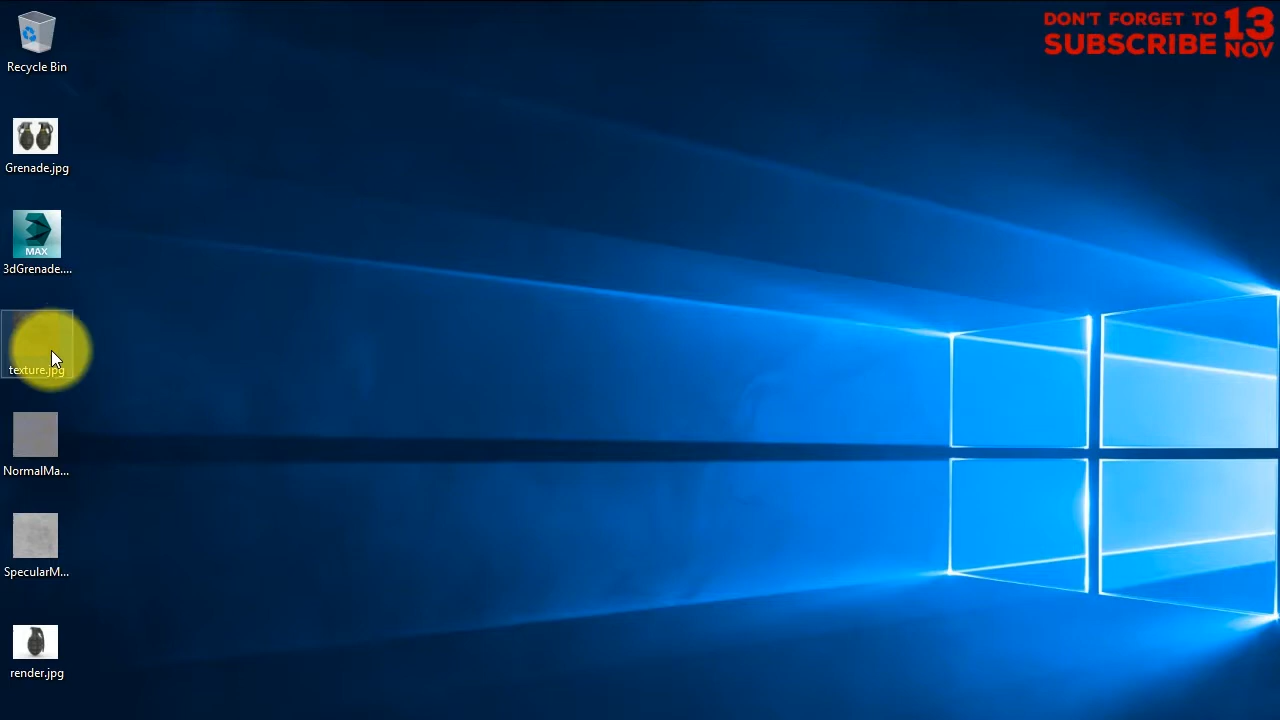 DON'T FORGET TO
SUBSCRIBE
13
NOV
Recycle Bin
Grenade.jpg
MAX
3dGrenade....
texture.jpg
NormalMa...
SpecularM...
render.jpg